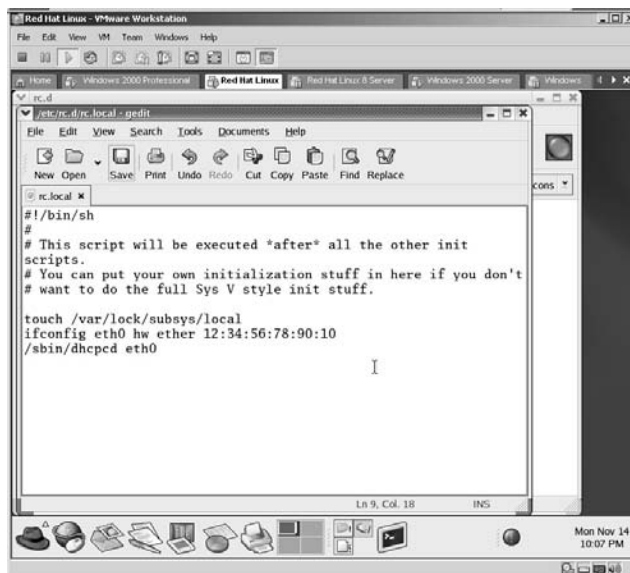 Red Hat Linux - VMware Workstation
File Edit View VM Team Windows Help
Home Windows 2000 Professional Red Hat Linux Red Hat Linux 8 Server Windows 2000 Server Windows
rc.d
/etc/rc.d/rc.local - gedit
File Edit View Search Tools Documents Help
New Open Save Print Undo Redo Cut Copy Paste Find Replace
cons
rc.local
#!/bin/sh
#
# This script will be executed *after* all the other init
scripts.
# You can put your own initialization stuff in here if you don't
# want to do the full Sys V style init stuff.
touch /var/lock/subsys/local
ifconfig eth0 hw ether 12:34:56:78:90:10
/sbin/dhcpcd eth0
Ln 9, Col. 18 INS
Mon Nov 14
10:07 PM